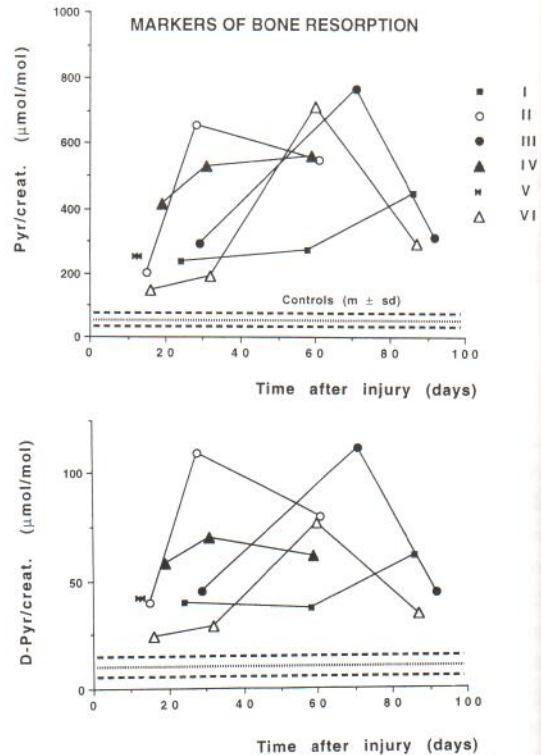 MARKERS OF BONE RESORPTION
1000
800
600
400
200
0
Pyr/creat. (μmol/mol)
I
II
III
IV
V
VI
Controls (m ± sd)
0 20 40 60 80 100
Time after injury (days)
100
50
0
D-Pyr/creat. (μmol/mol)
0 20 40 60 80 100
Time after injury (days)